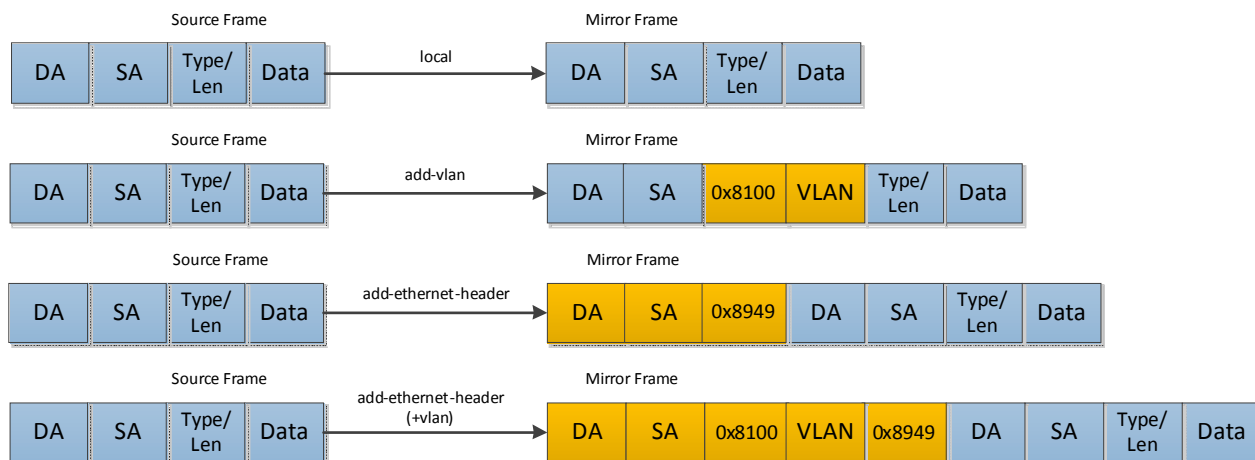 Source Frame Mirror Frame
DA SA Type/ Len Data local DA SA Type/ Len Data
Source Frame Mirror Frame
DA SA Type/ Len Data add-vlan DA SA 0x8100 VLAN Type/ Len Data
Source Frame Mirror Frame
DA SA Type/ Len Data add-ethernet-header DA SA 0x8949 DA SA Type/ Len Data
Source Frame Mirror Frame
DA SA Type/ Len Data add-ethernet-header (+vlan) DA SA 0x8100 VLAN 0x8949 DA SA Type/ Len Data